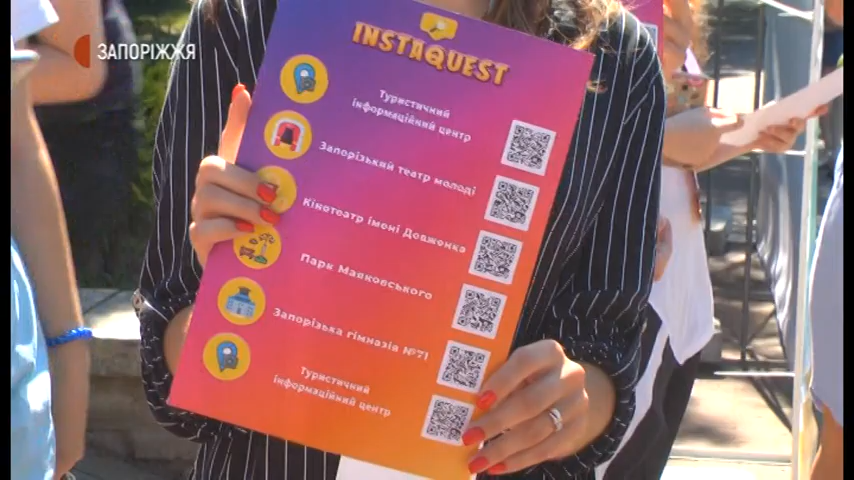 ЗАПОРІЖЖЯ
INSTAQUEST
Туристичний
інформаційний центр
Запорізький театр молоді
Кінотеатр імені Довженка
Парк Маяковського
Запорізька гімназія №71
Туристичний
інформаційний центр